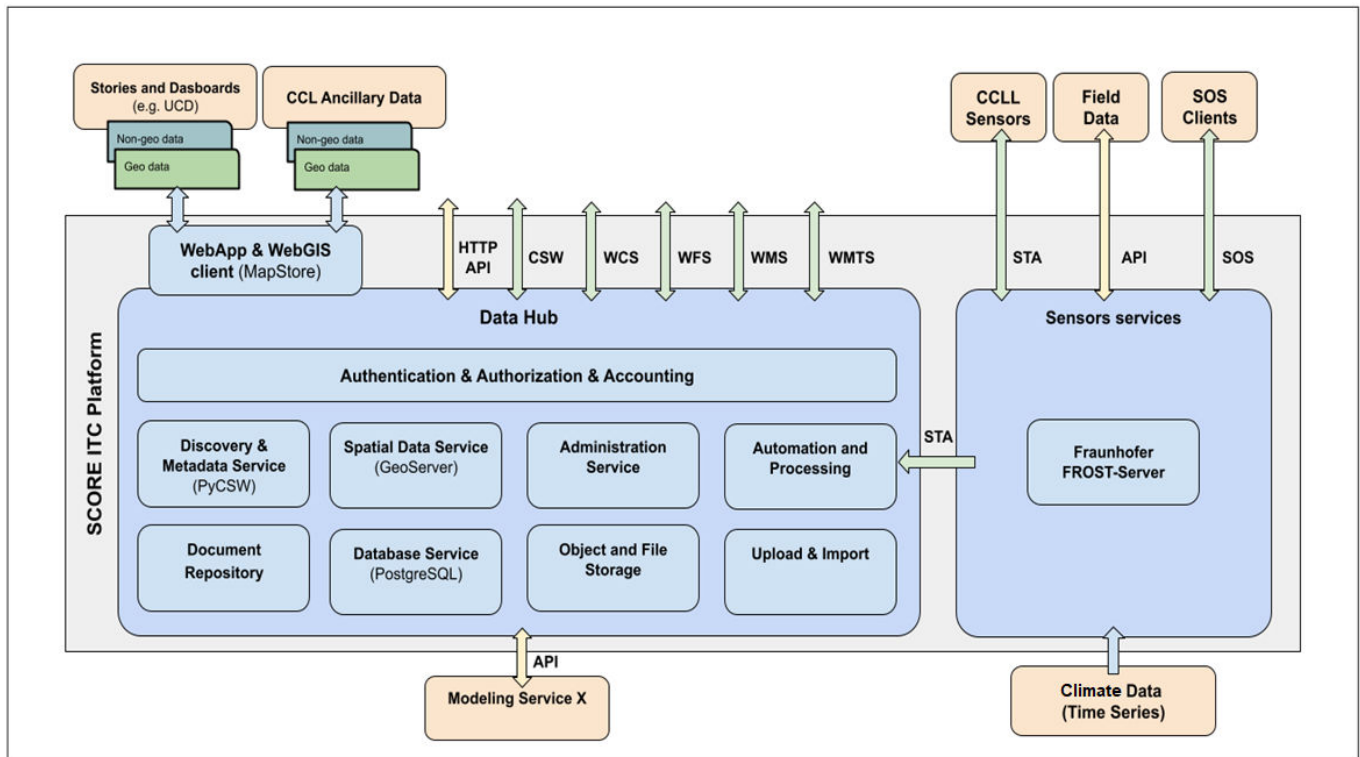 Stories and Dasboards
(e.g. UCD)
Non-geo data
Geo data
CCL Ancillary Data
Non-geo data
Geo data
CCLL
Sensors
Field
Data
SOS
Clients
WebApp & WebGIS
client (MapStore)
HTTP
API
CSW
WCS
WFS
WMS
WMTS
STA
API
SOS
SCORE ITC Platform
Data Hub
Authentication & Authorization & Accounting
Discovery &
Metadata Service
(PyCSW)
Spatial Data Service
(GeoServer)
Administration
Service
Automation and
Processing
Document
Repository
Database Service
(PostgreSQL)
Object and File
Storage
Upload & Import
STA
Sensors services
Fraunhofer
FROST-Server
API
Modeling Service X
Climate Data
(Time Series)